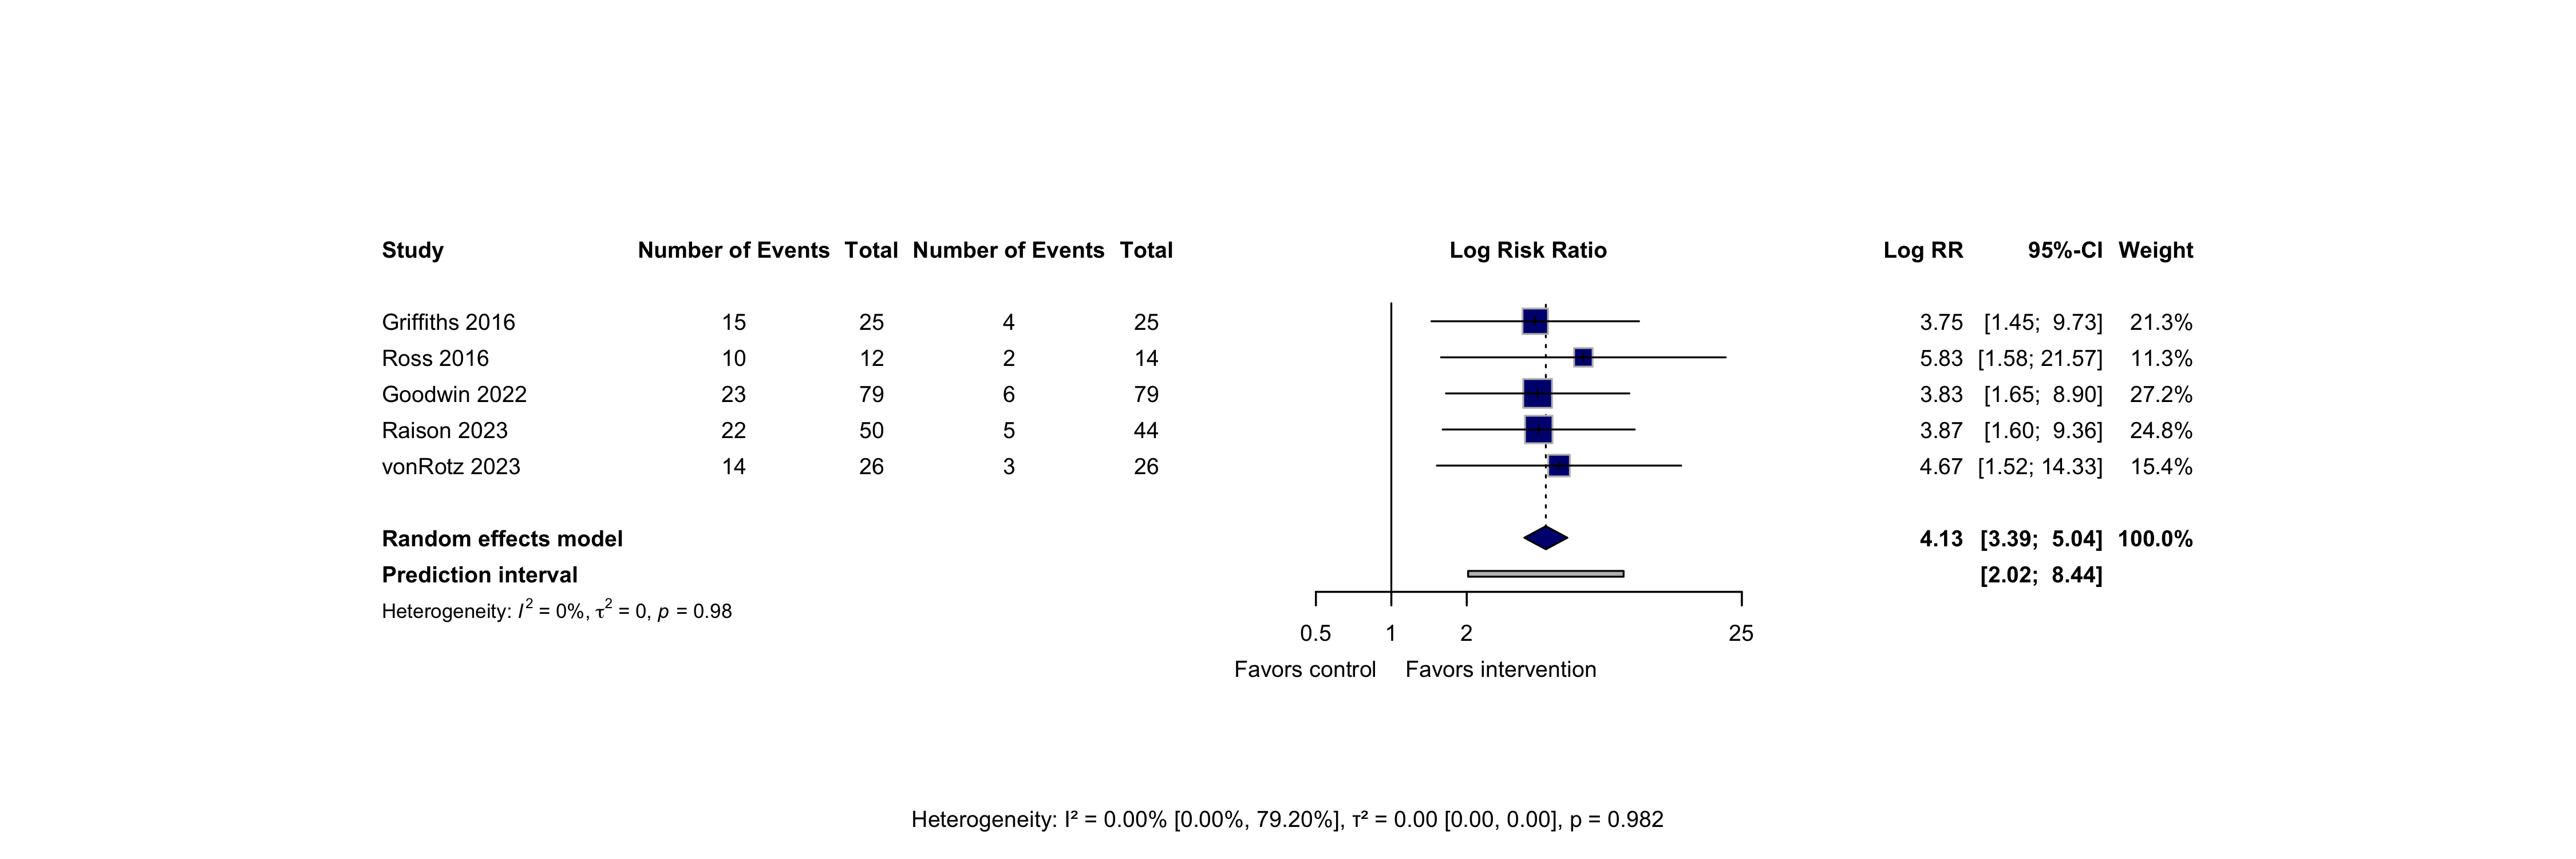 Study Number of Events Total Number of Events Total Log Risk Ratio Log RR 95%-CI Weight
Griffiths 2016 15 25 4 25 3.75 [1.45; 9.73] 21.3%
Ross 2016 10 12 2 14 5.83 [1.58; 21.57] 11.3%
Goodwin 2022 23 79 6 79 3.83 [1.65; 8.90] 27.2%
Raison 2023 22 50 5 44 3.87 [1.60; 9.36] 24.8%
vonRotz 2023 14 26 3 26 4.67 [1.52; 14.33] 15.4%
Random effects model 4.13 [3.39; 5.04] 100.0%
Prediction interval [2.02; 8.44]
Heterogeneity: I² = 0%, τ² = 0, p = 0.98
0.5 1 2 25
Favors control Favors intervention
Heterogeneity: I² = 0.00% [0.00%, 79.20%], τ² = 0.00 [0.00, 0.00], p = 0.982